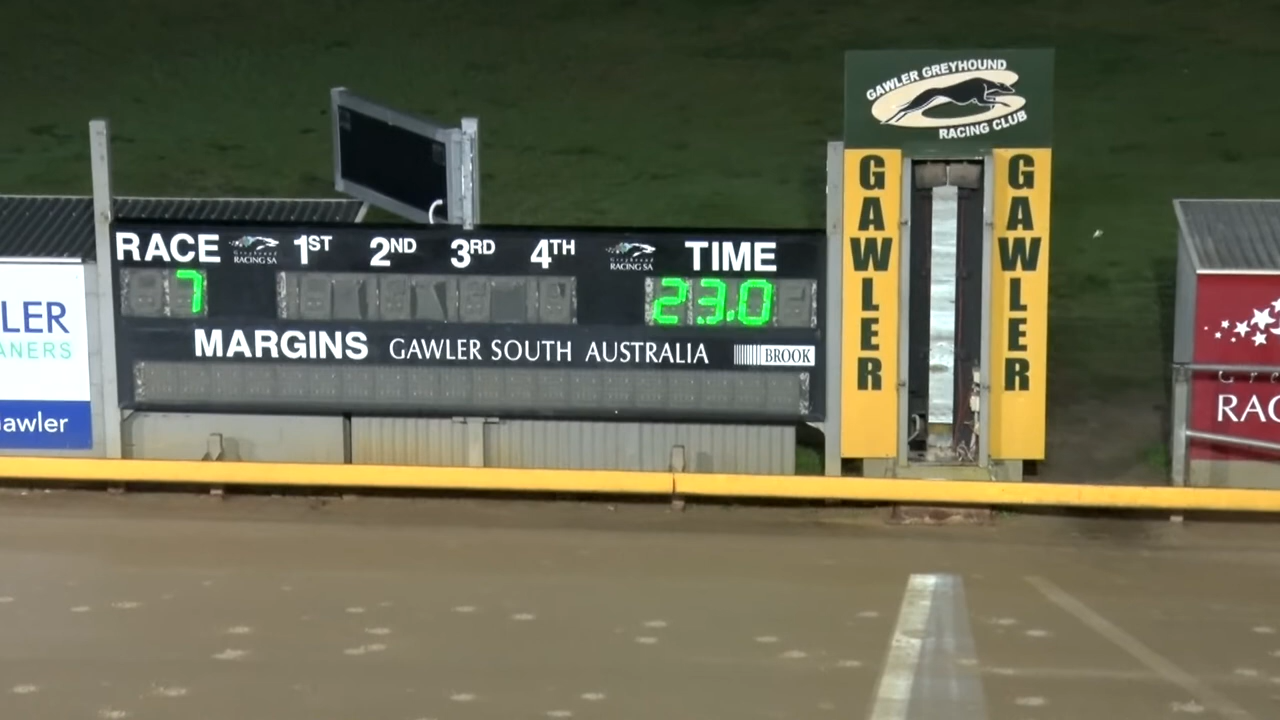 GAWLER GREYHOUND
RACING CLUB
GAWLER
GAWLER
RACE
Greyhound
RACING SA
1ST
2ND
3RD
4TH
Greyhound
RACING SA
TIME
7
23.0
MARGINS
GAWLER SOUTH AUSTRALIA
BROOK
LER
ANERS
Gawler
Gre
RAC